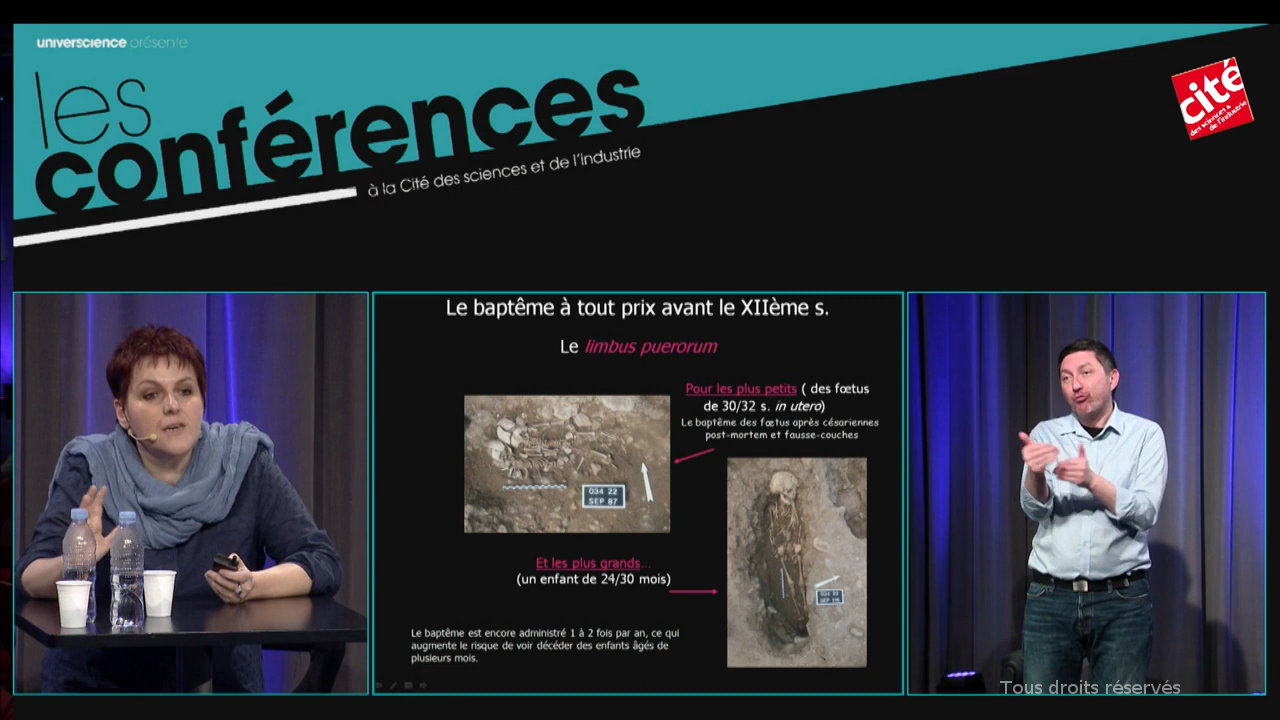 universcience présente
les
conférences
à la Cité des sciences et de l'industrie
cité
des sciences &
de l'industrie
Le baptême à tout prix avant le XIIème s.
Le limbus puerorum
Pour les plus petits ( des fœtus
de 30/32 s. in utero)
Le baptême des fœtus après césariennes
post-mortem et fausse-couches
034 22
SEP 87
Et les plus grands...
(un enfant de 24/30 mois)
034 22
Le baptême est encore administré 1 à 2 fois par an, ce qui
augmente le risque de voir décéder des enfants âgés de
plusieurs mois.
Tous droits réservés